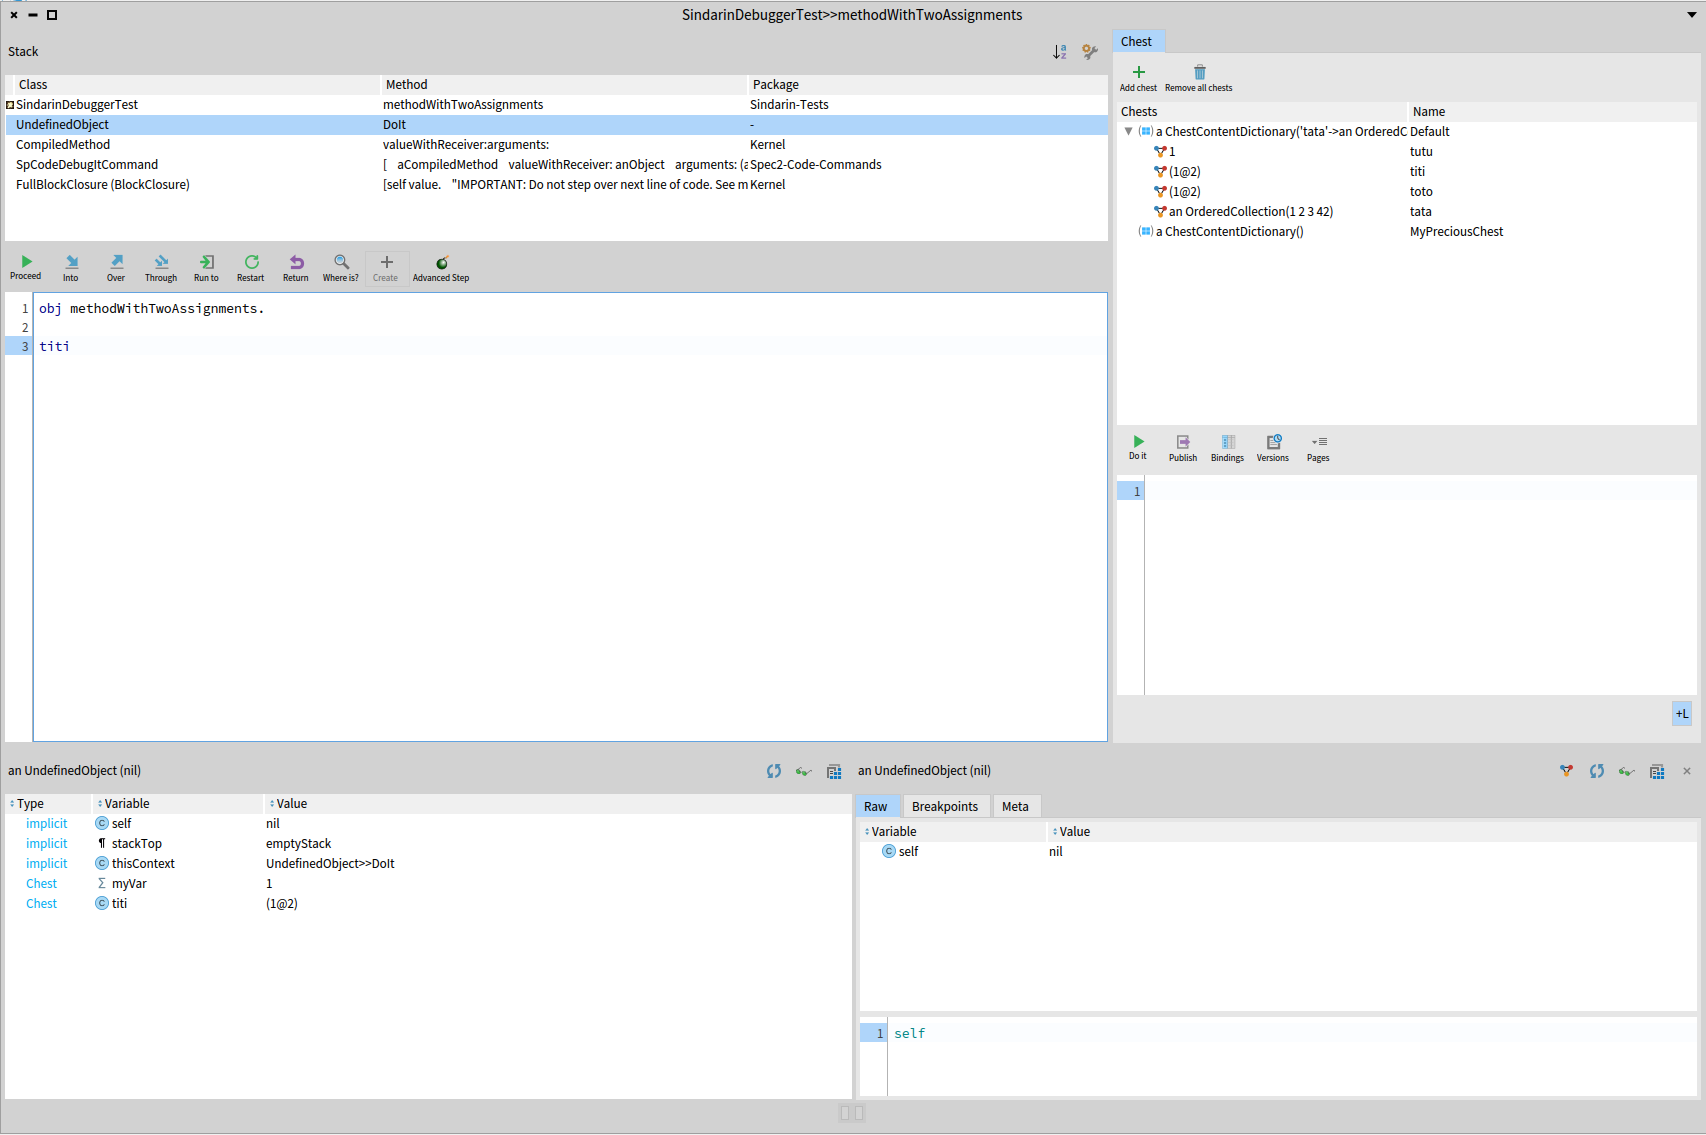 SindarinDebuggerTest>>methodWithTwoAssignments
Stack
Class Method Package
SindarinDebuggerTest methodWithTwoAssignments Sindarin-Tests
UndefinedObject DoIt -
CompiledMethod valueWithReceiver:arguments: Kernel
SpCodeDebugItCommand [ aCompiledMethod valueWithReceiver: anObject arguments: (a Spec2-Code-Commands
FullBlockClosure (BlockClosure) [self value. "IMPORTANT: Do not step over next line of code. See m Kernel
Proceed Into Over Through Run to Restart Return Where is? Create Advanced Step
1 obj methodWithTwoAssignments.
2
3 titi
Chest
Add chest Remove all chests
Chests Name
a ChestContentDictionary('tata'->an OrderedC Default
1 tutu
(1@2) titi
(1@2) toto
an OrderedCollection(1 2 3 42) tata
a ChestContentDictionary() MyPreciousChest
Do it Publish Bindings Versions Pages
1
+L
an UndefinedObject (nil)
Type Variable Value
implicit C self nil
implicit ¶ stackTop emptyStack
implicit C thisContext UndefinedObject>>DoIt
Chest Σ myVar 1
Chest C titi (1@2)
an UndefinedObject (nil)
Raw Breakpoints Meta
Variable Value
C self nil
1 self